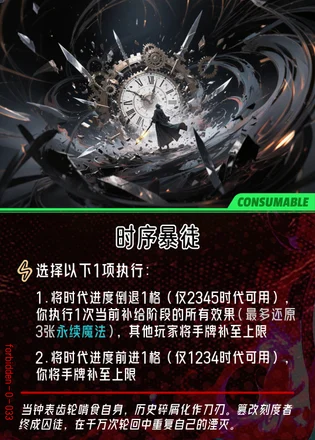 CONSUMABLE
时序暴徒
选择以下1项执行：
1.将时代进度倒退1格（仅2345时代可用），
你执行1次当前补给阶段的所有效果（最多还原
3张永续魔法），其他玩家将手牌补至上限
2.将时代进度前进1格（仅1234时代可用），
你将手牌补至上限
forbidden-0-033
当钟表齿轮啃食自身，历史碎屑化作刀刃。篡改刻度者
终成囚徒，在千万次轮回中重复自己的湮灭。